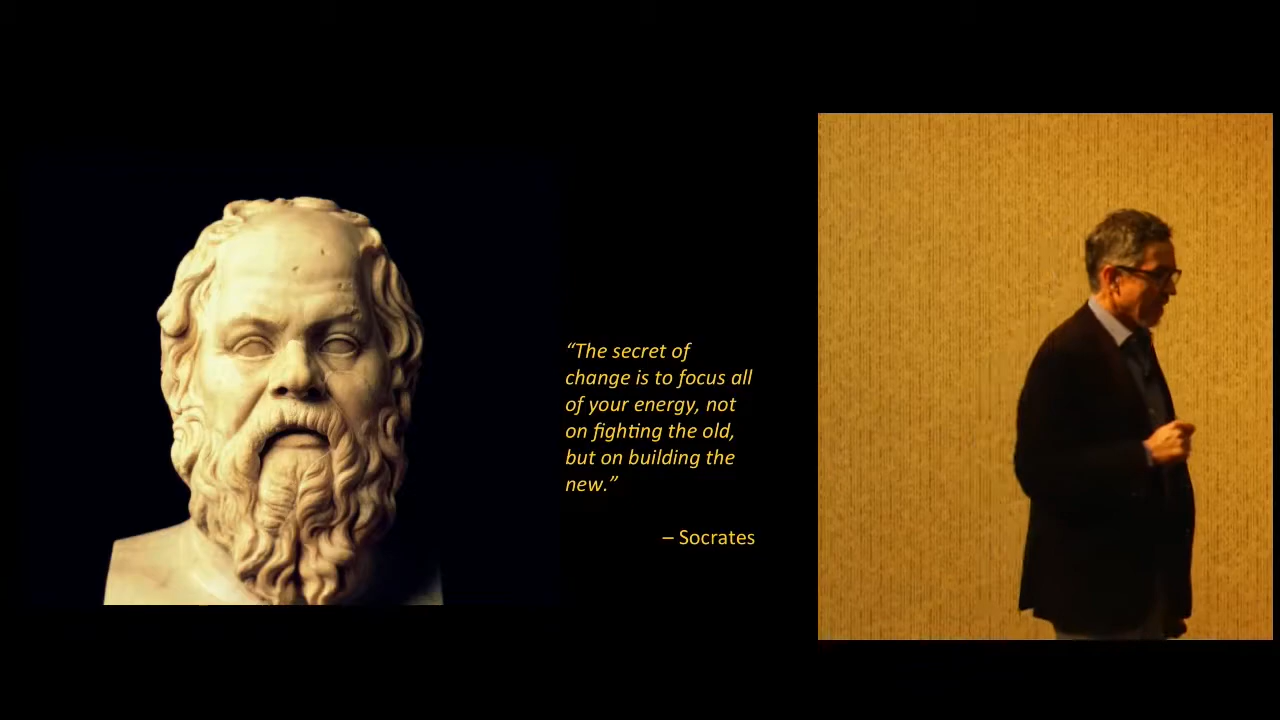 “The secret of
change is to focus all
of your energy, not
on fighting the old,
but on building the
new.”
– Socrates